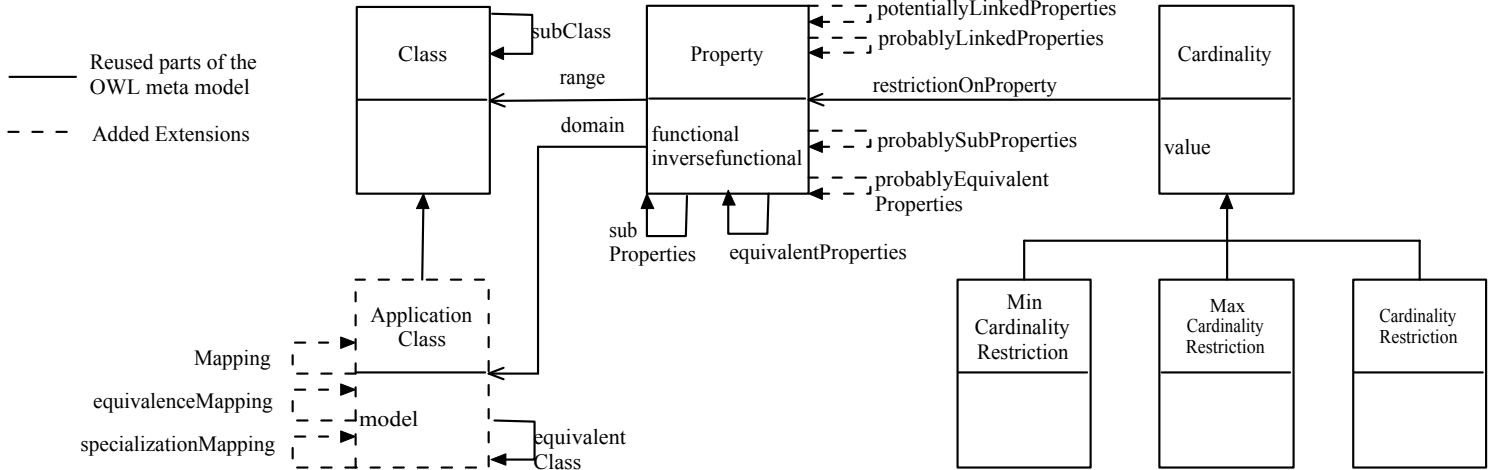 Reused parts of the
OWL meta model
Added Extensions
Class
subClass
range
domain
Property
functional
inversefunctional
potentiallyLinkedProperties
probablyLinkedProperties
restrictionOnProperty
probablySubProperties
probablyEquivalent
Properties
sub
Properties
equivalentProperties
Cardinality
value
Application
Class
model
Mapping
equivalenceMapping
specializationMapping
equivalent
Class
Min
Cardinality
Restriction
Max
Cardinality
Restriction
Cardinality
Restriction